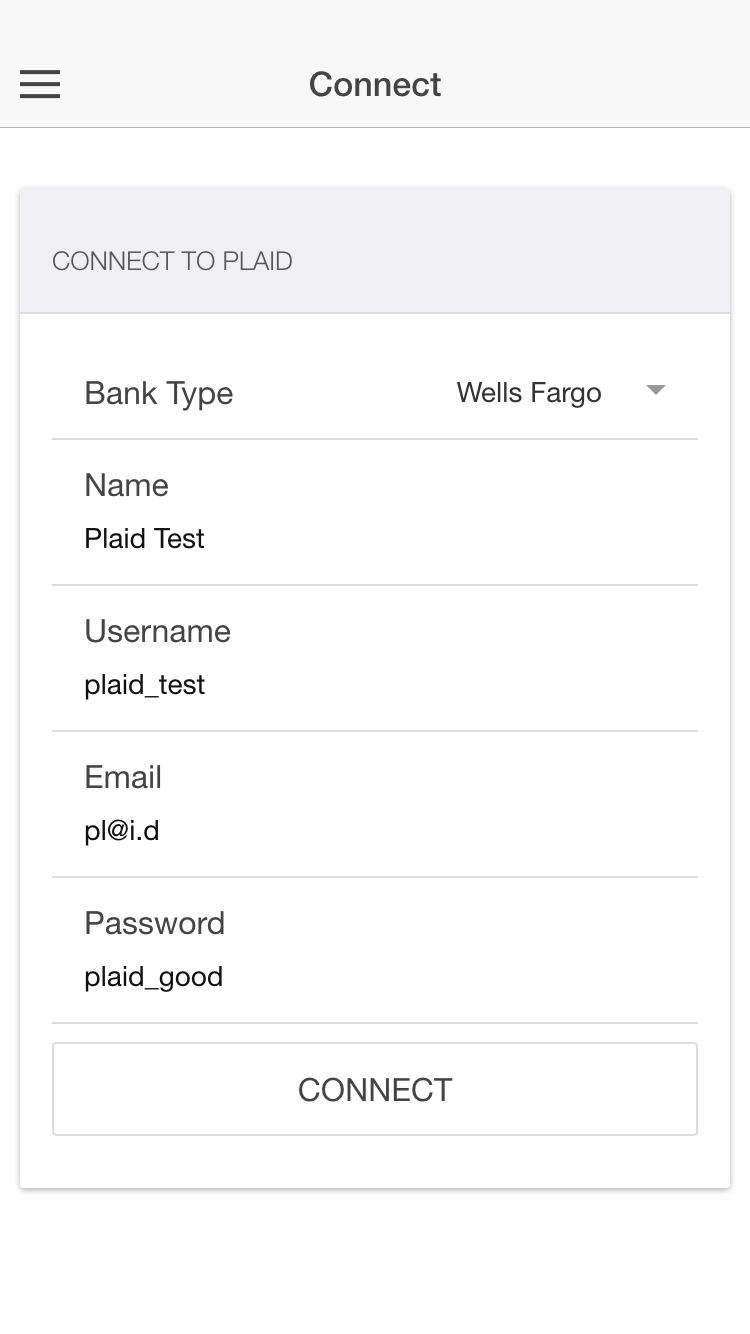 Connect
CONNECT TO PLAID
Bank Type Wells Fargo
Name
Plaid Test
Username
plaid_test
Email
pl@i.d
Password
plaid_good
CONNECT